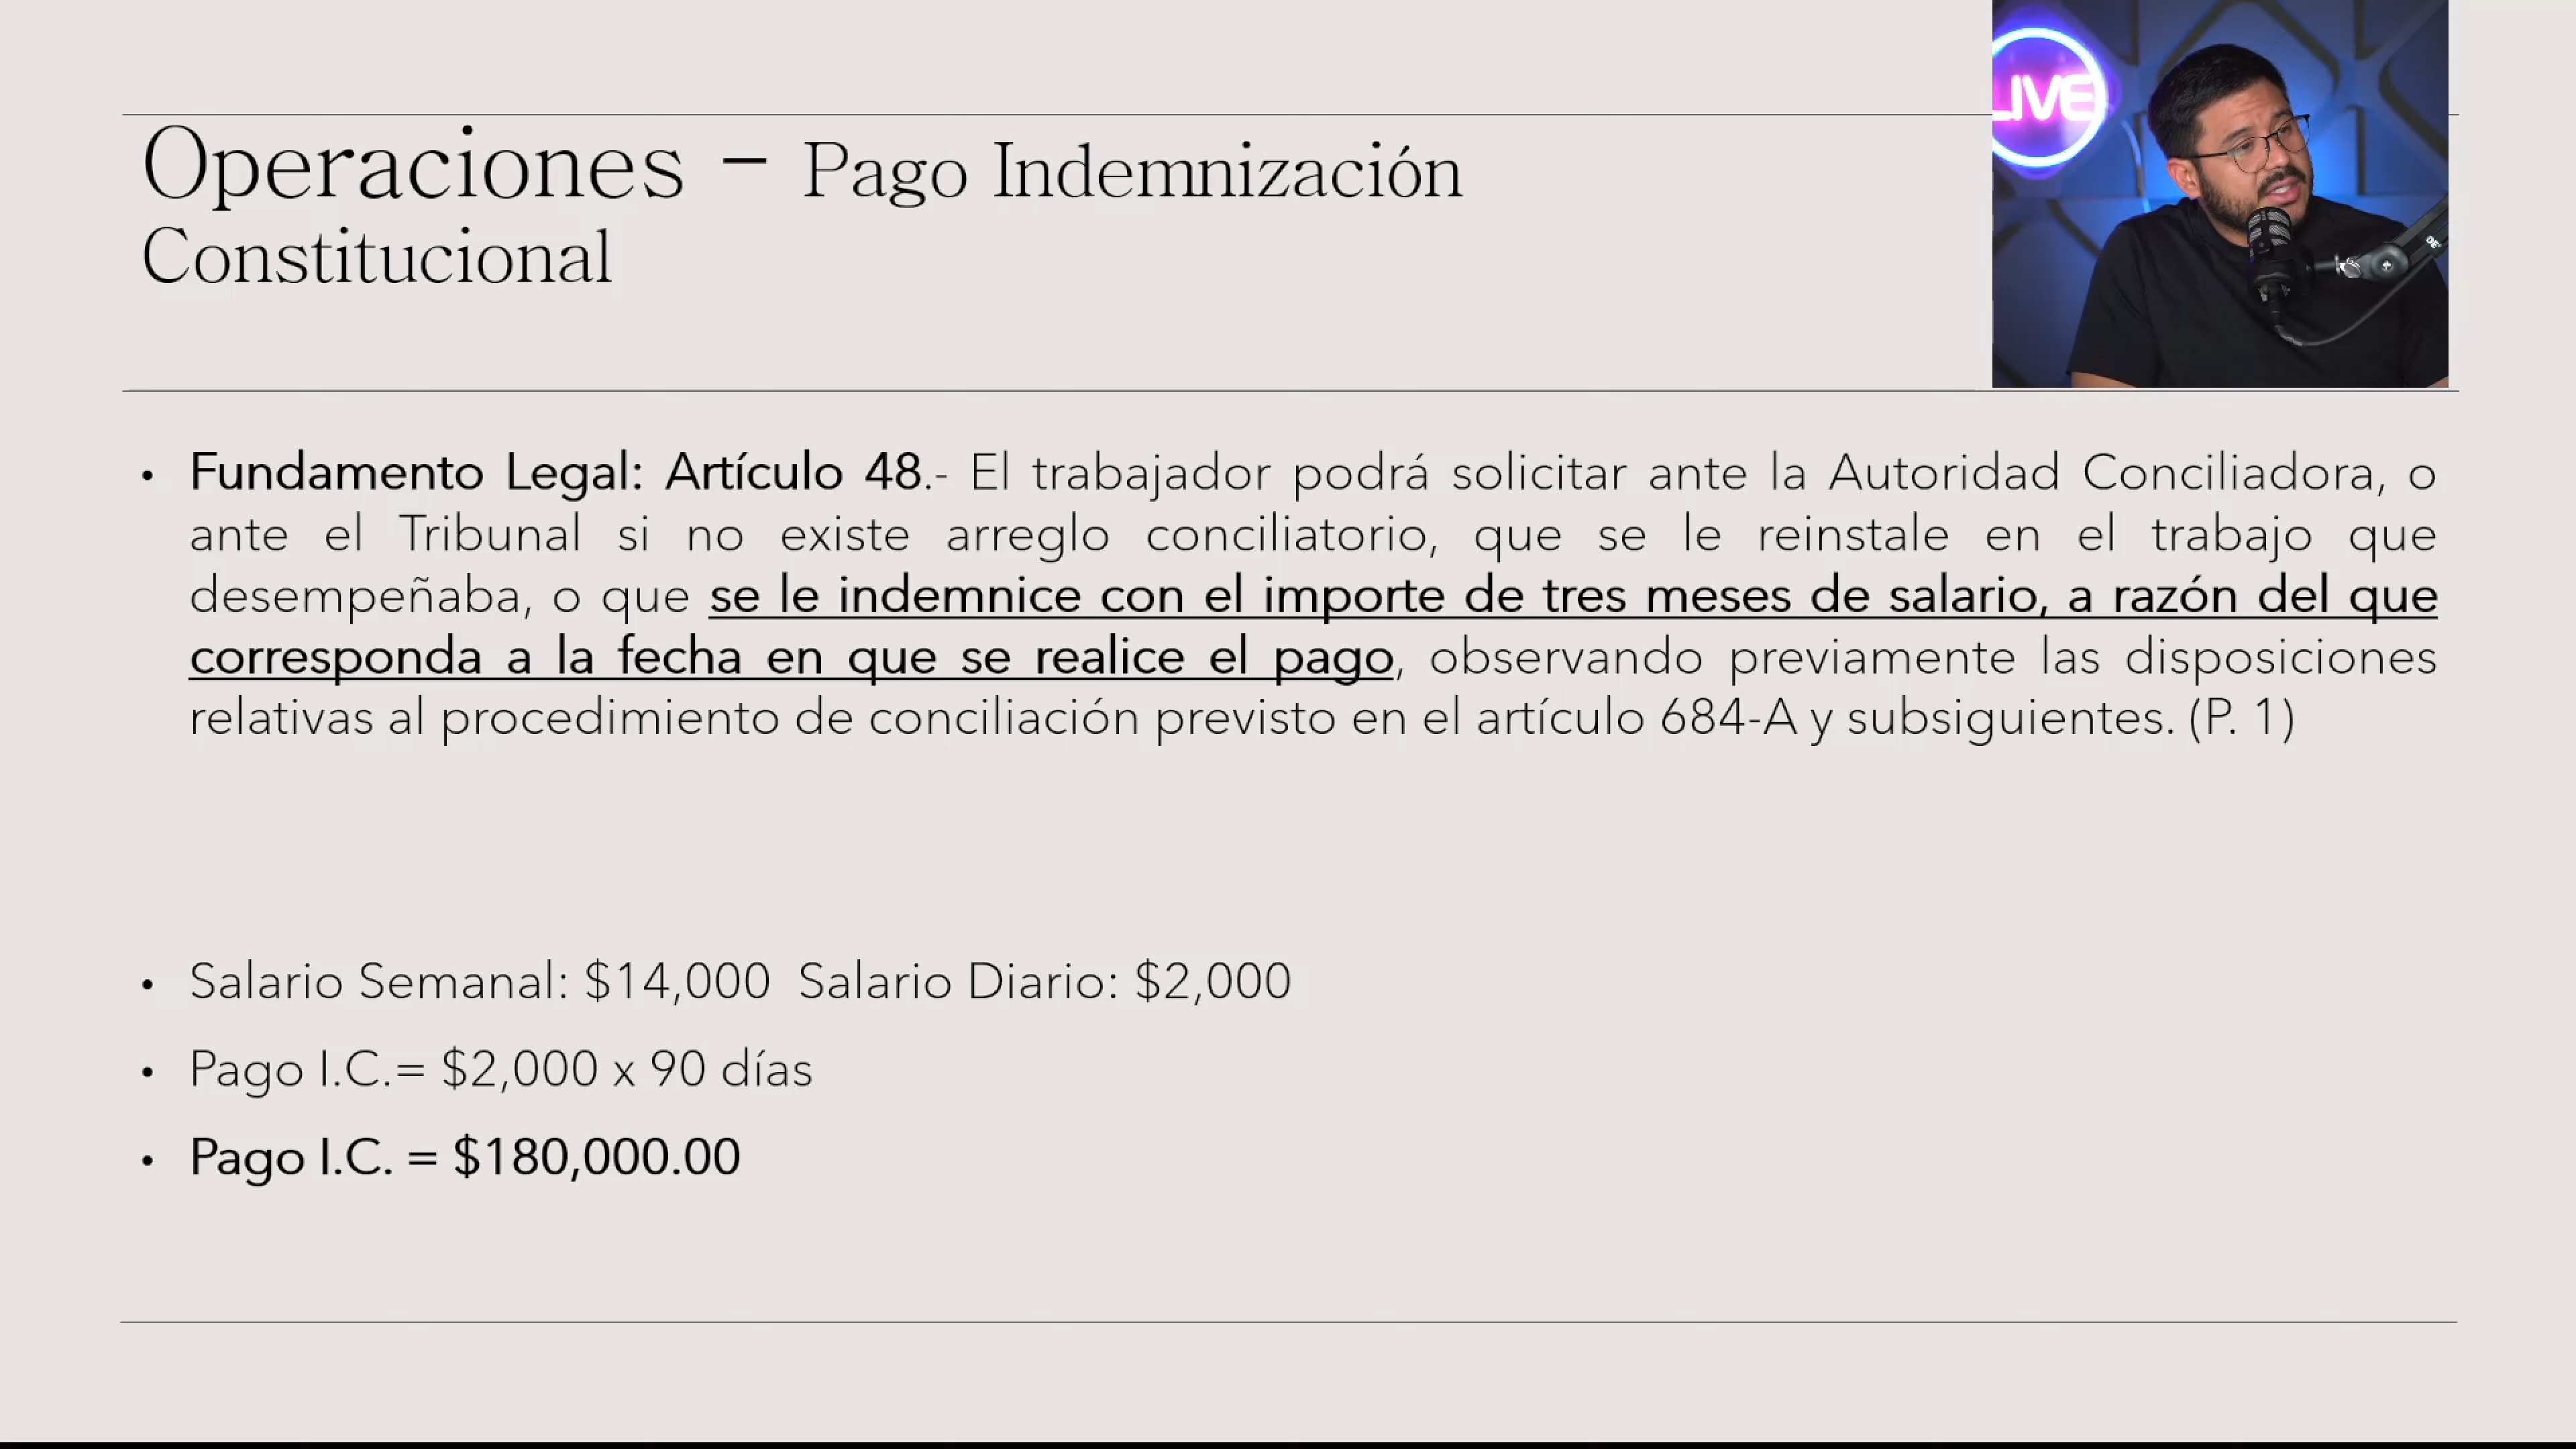 Operaciones – Pago Indemnización
Constitucional
LIVE
• Fundamento Legal: Artículo 48.- El trabajador podrá solicitar ante la Autoridad Conciliadora, o
ante el Tribunal si no existe arreglo conciliatorio, que se le reinstale en el trabajo que
desempeñaba, o que se le indemnice con el importe de tres meses de salario, a razón del que
corresponda a la fecha en que se realice el pago, observando previamente las disposiciones
relativas al procedimiento de conciliación previsto en el artículo 684-A y subsiguientes. (P. 1)
• Salario Semanal: $14,000 Salario Diario: $2,000
• Pago I.C.= $2,000 x 90 días
• Pago I.C. = $180,000.00